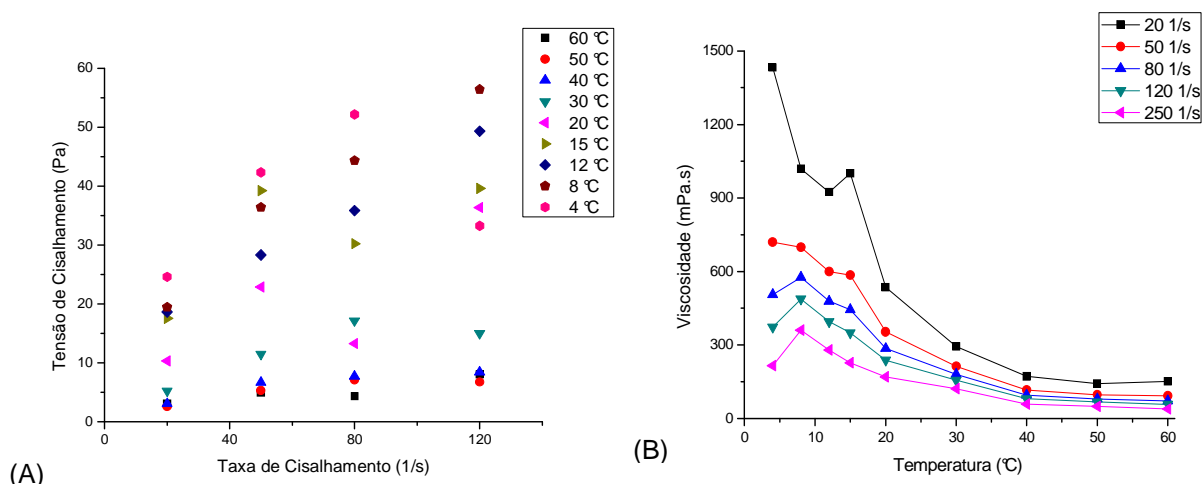 60 °C
50 °C
40 °C
30 °C
20 °C
15 °C
12 °C
8 °C
4 °C
60
50
40
30
20
10
0
Tensão de Cisalhamento (Pa)
0 40 80 120
Taxa de Cisalhamento (1/s)
(A)
20 1/s
50 1/s
80 1/s
120 1/s
250 1/s
1500
1200
900
600
300
0
Viscosidade (mPa.s)
0 10 20 30 40 50 60
Temperatura (°C)
(B)